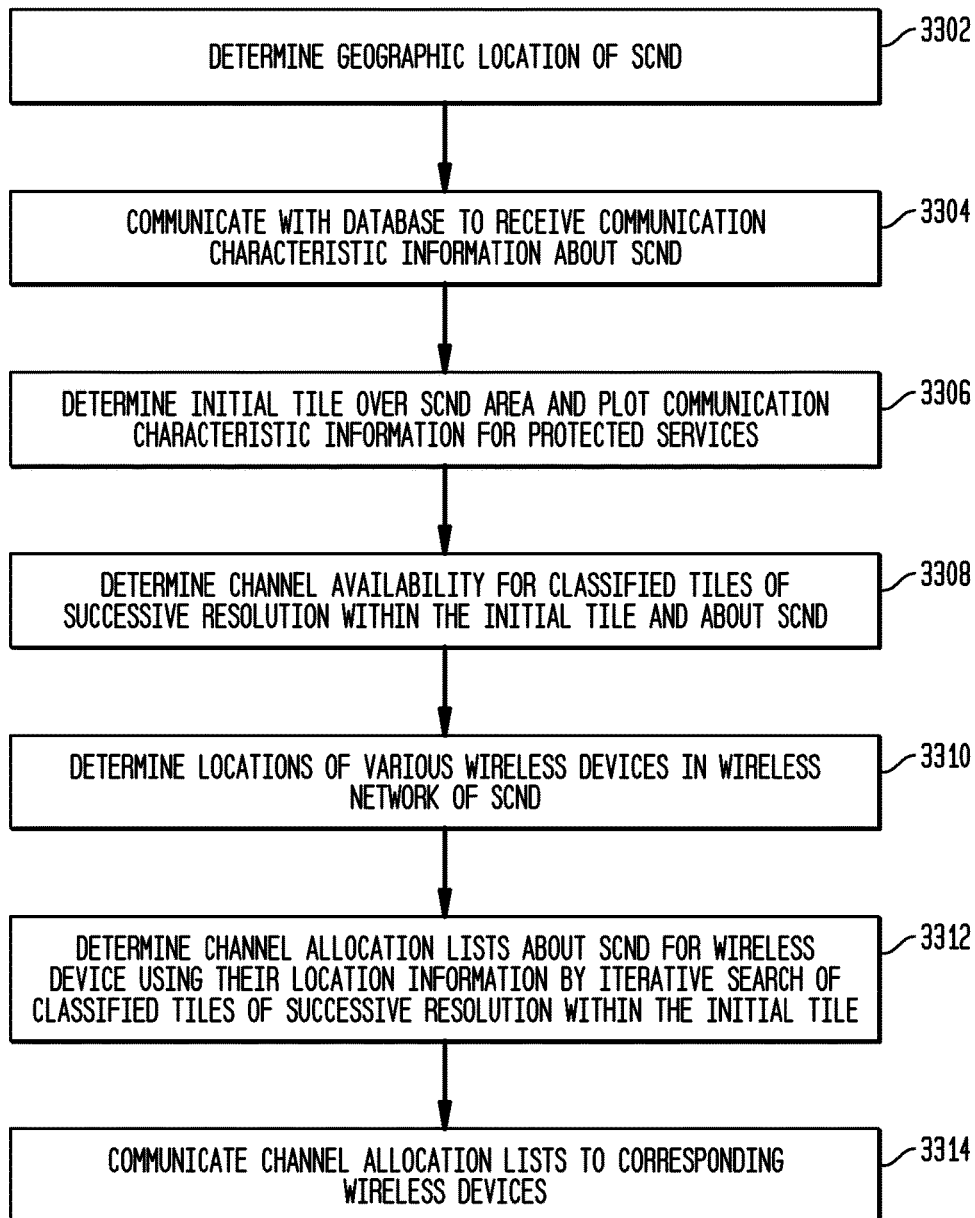 DETERMINE GEOGRAPHIC LOCATION OF SCND
3302
COMMUNICATE WITH DATABASE TO RECEIVE COMMUNICATION
CHARACTERISTIC INFORMATION ABOUT SCND
3304
DETERMINE INITIAL TILE OVER SCND AREA AND PLOT COMMUNICATION
CHARACTERISTIC INFORMATION FOR PROTECTED SERVICES
3306
DETERMINE CHANNEL AVAILABILITY FOR CLASSIFIED TILES OF
SUCCESSIVE RESOLUTION WITHIN THE INITIAL TILE AND ABOUT SCND
3308
DETERMINE LOCATIONS OF VARIOUS WIRELESS DEVICES IN WIRELESS
NETWORK OF SCND
3310
DETERMINE CHANNEL ALLOCATION LISTS ABOUT SCND FOR WIRELESS
DEVICE USING THEIR LOCATION INFORMATION BY ITERATIVE SEARCH OF
CLASSIFIED TILES OF SUCCESSIVE RESOLUTION WITHIN THE INITIAL TILE
3312
COMMUNICATE CHANNEL ALLOCATION LISTS TO CORRESPONDING
WIRELESS DEVICES
3314